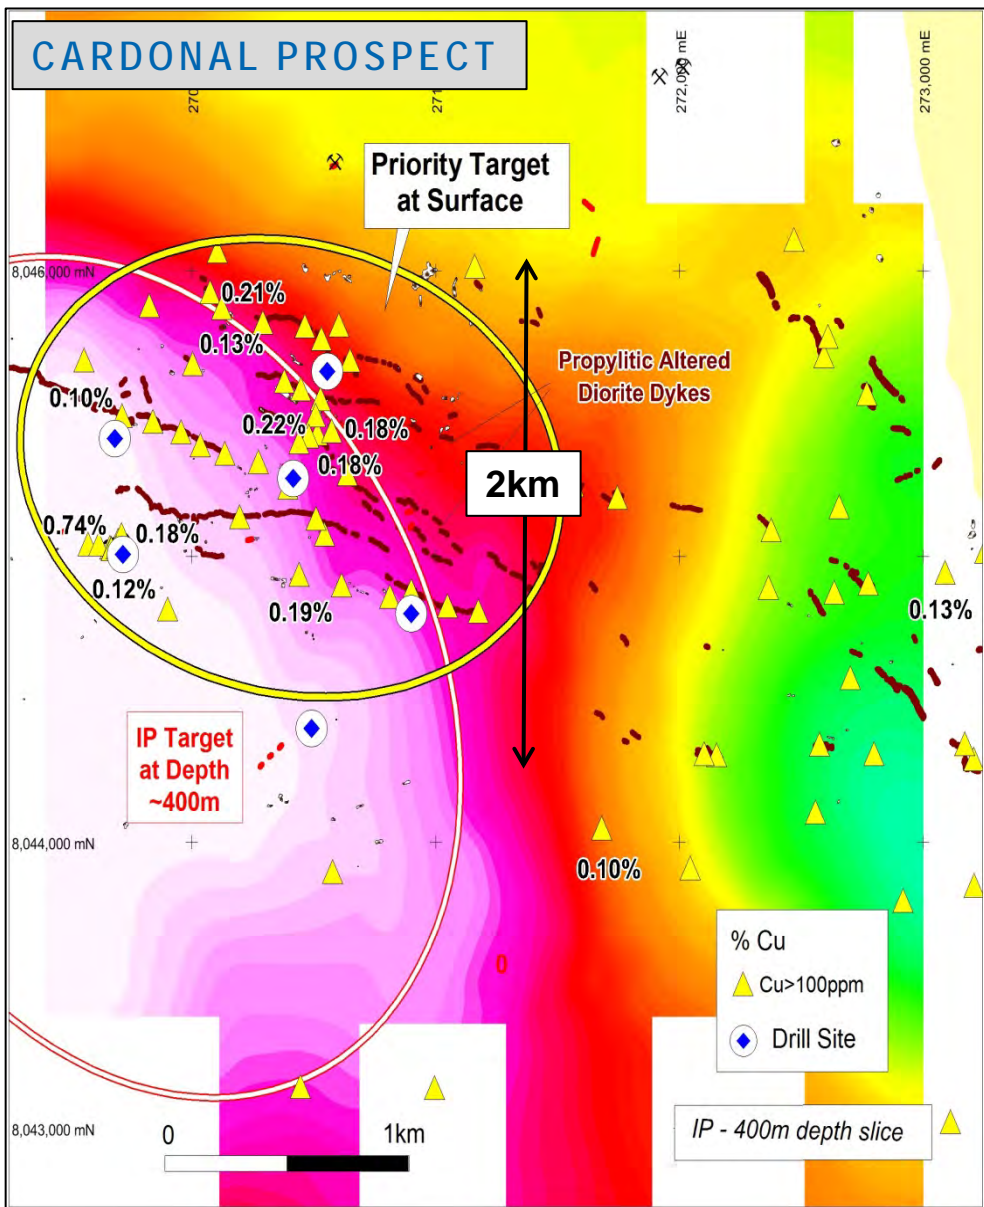 CARDONAL PROSPECT
270
271
272,000 mE
273,000 mE
Priority Target
at Surface
8,046,000 mN
0.21%
0.13%
Propylitic Altered
Diorite Dykes
0.10%
0.22%
0.18%
0.18%
2km
0.74%
0.18%
0.12%
0.19%
0.13%
IP Target
at Depth
~400m
8,044,000 mN
0.10%
% Cu
Cu>100ppm
Drill Site
0
8,043,000 mN
0
1km
IP - 400m depth slice